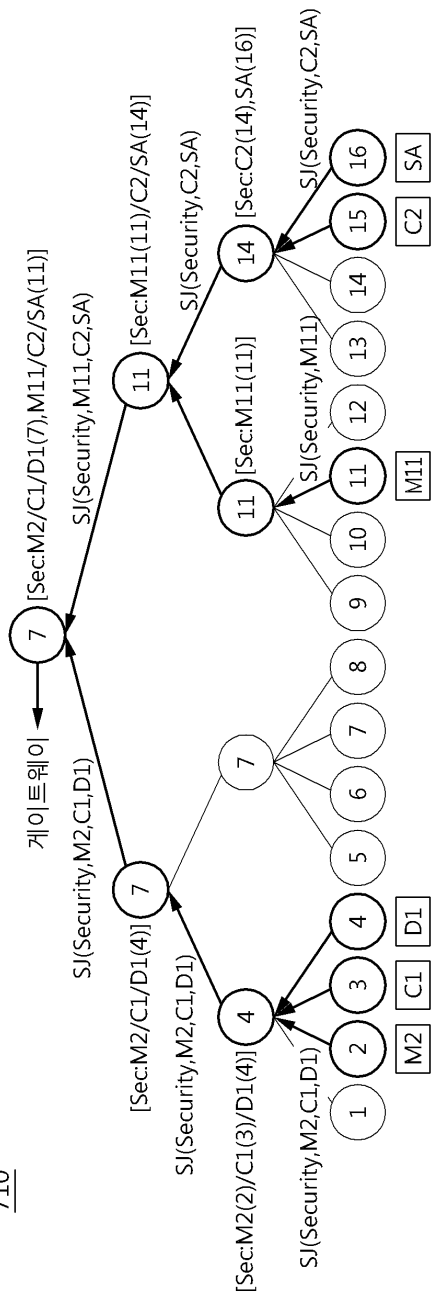 710
게이트웨이
7
[Sec:M2/C1/D1(7),M11/C2/SA(11)]
SJ(Security,M2,C1,D1)
SJ(Security,M11,C2,SA)
[Sec:M2/C1/D1(4)]
7
11
[Sec:M11(11)/C2/SA(14)]
SJ(Security,M2,C1,D1)
SJ(Security,C2,SA)
[Sec:M2(2)/C1(3)/D1(4)]
4
7
11
[Sec:M11(11)]
14
[Sec:C2(14),SA(16)]
SJ(Security,M2,C1,D1)
SJ(Security,M11)
SJ(Security,C2,SA)
1 2 3 4 5 6 7 8 9 10 11 12 13 14 15 16
M2 C1 D1 M11 C2 SA